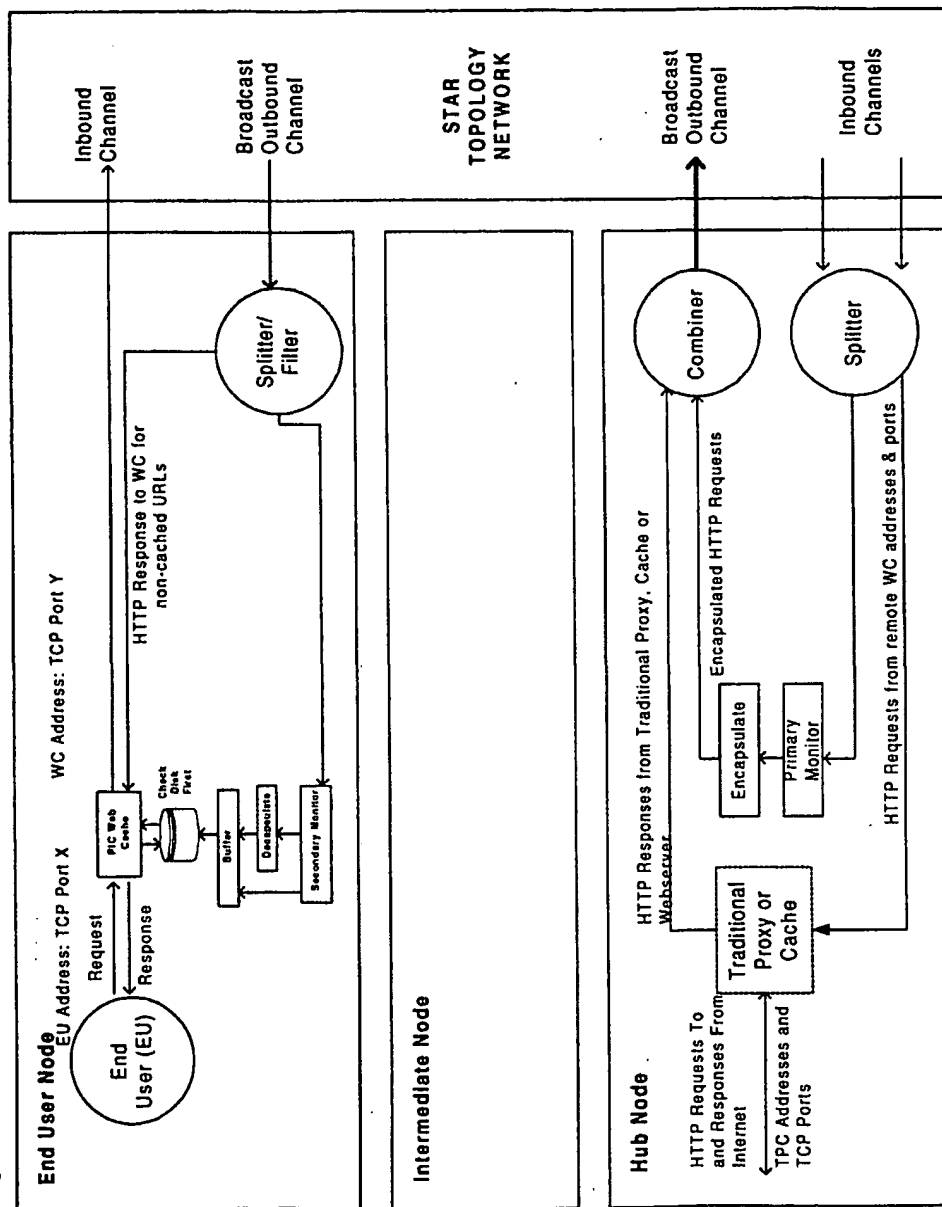 End User Node
EU Address: TCP Port X
WC Address: TCP Port Y
End
User (EU)
Request
Response
PIC Web
Cache
Check
Disk
First
Buffer
Decapsulate
Secondary Monitor
HTTP Response to WC for
non-cached URLs
Splitter/
Filter
Inbound
Channel
Broadcast
Outbound
Channel
Intermediate Node
STAR
TOPOLOGY
NETWORK
Hub Node
HTTP Requests To
and Responses From
Internet
TPC Addresses and
TCP Ports
Traditional
Proxy or
Cache
HTTP Responses from Traditional Proxy, Cache or
Webserver
Encapsulate
Primary
Monitor
Encapsulated HTTP Requests
HTTP Requests from remote WC addresses & ports
Combiner
Splitter
Broadcast
Outbound
Channel
Inbound
Channels